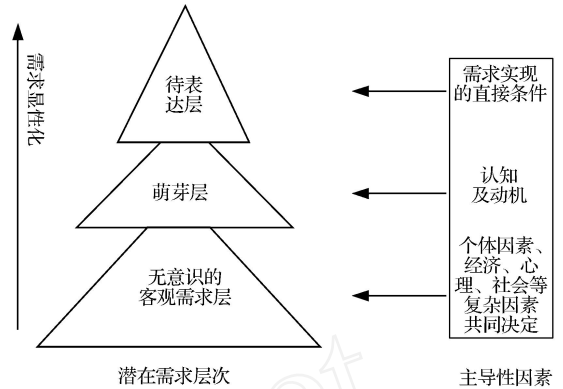 需求显性化
待表
达层
萌芽层
无意识的
客观需求层
潜在需求层次
需求实现
的直接条件
认知
及动机
个体因素、
经济、心
理、社会等
复杂因素
共同决定
主导性因素